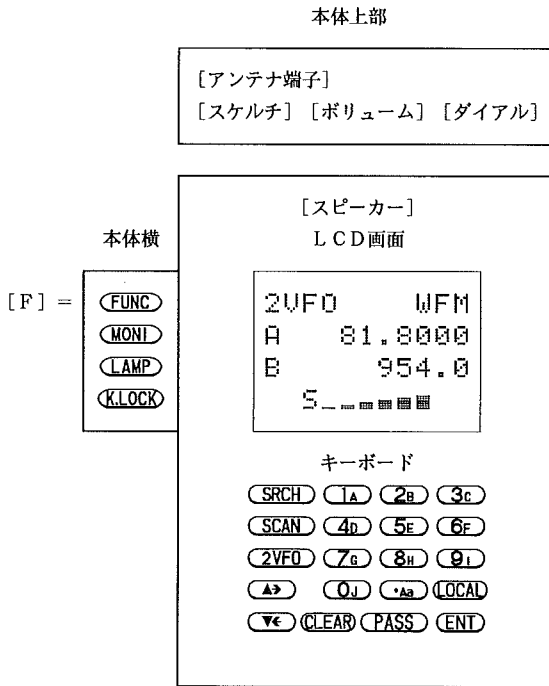 本体上部
[アンテナ端子]
[スケルチ] [ボリューム] [ダイアル]
[スピーカー]
本体横
LCD画面
[F] =
FUNC
MONI
LAMP
K.LOCK
2VFO WFM
A 81.8000
B 954.0
S
キーボード
SRCH 1A 2B 3C
SCAN 4D 5E 6F
2VFO 7G 8H 9I
▲→ 0J ・Aa LOCAL
▼← CLEAR PASS ENT